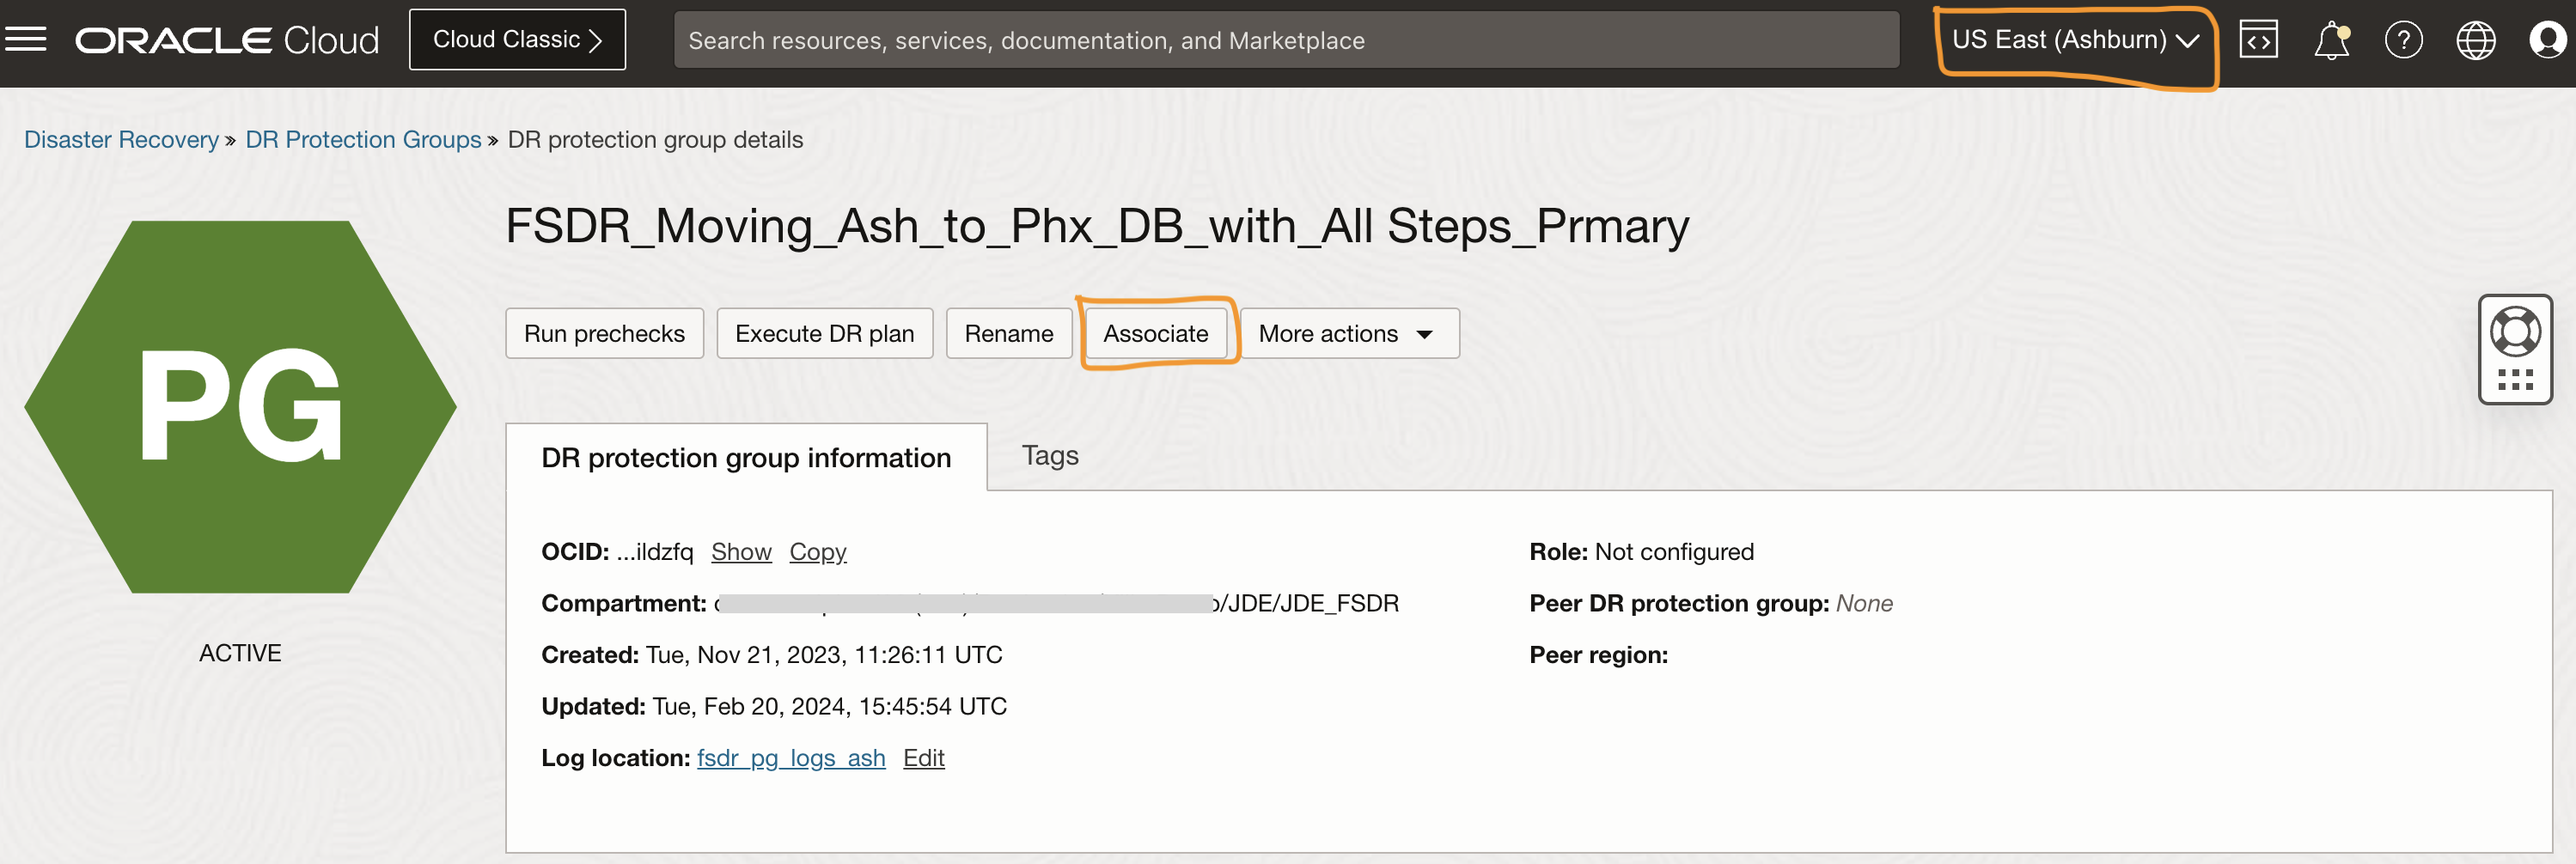 ORACLE Cloud
Cloud Classic
Search resources, services, documentation, and Marketplace
US East (Ashburn)
Disaster Recovery » DR Protection Groups » DR protection group details
PG
ACTIVE
FSDR_Moving_Ash_to_Phx_DB_with_All Steps_Prmary
Run prechecks
Execute DR plan
Rename
Associate
More actions
DR protection group information
Tags
OCID: ...ildzfq Show Copy
Compartment: /JDE/JDE_FSDR
Created: Tue, Nov 21, 2023, 11:26:11 UTC
Updated: Tue, Feb 20, 2024, 15:45:54 UTC
Log location: fsdr_pg_logs_ash Edit
Role: Not configured
Peer DR protection group: None
Peer region: